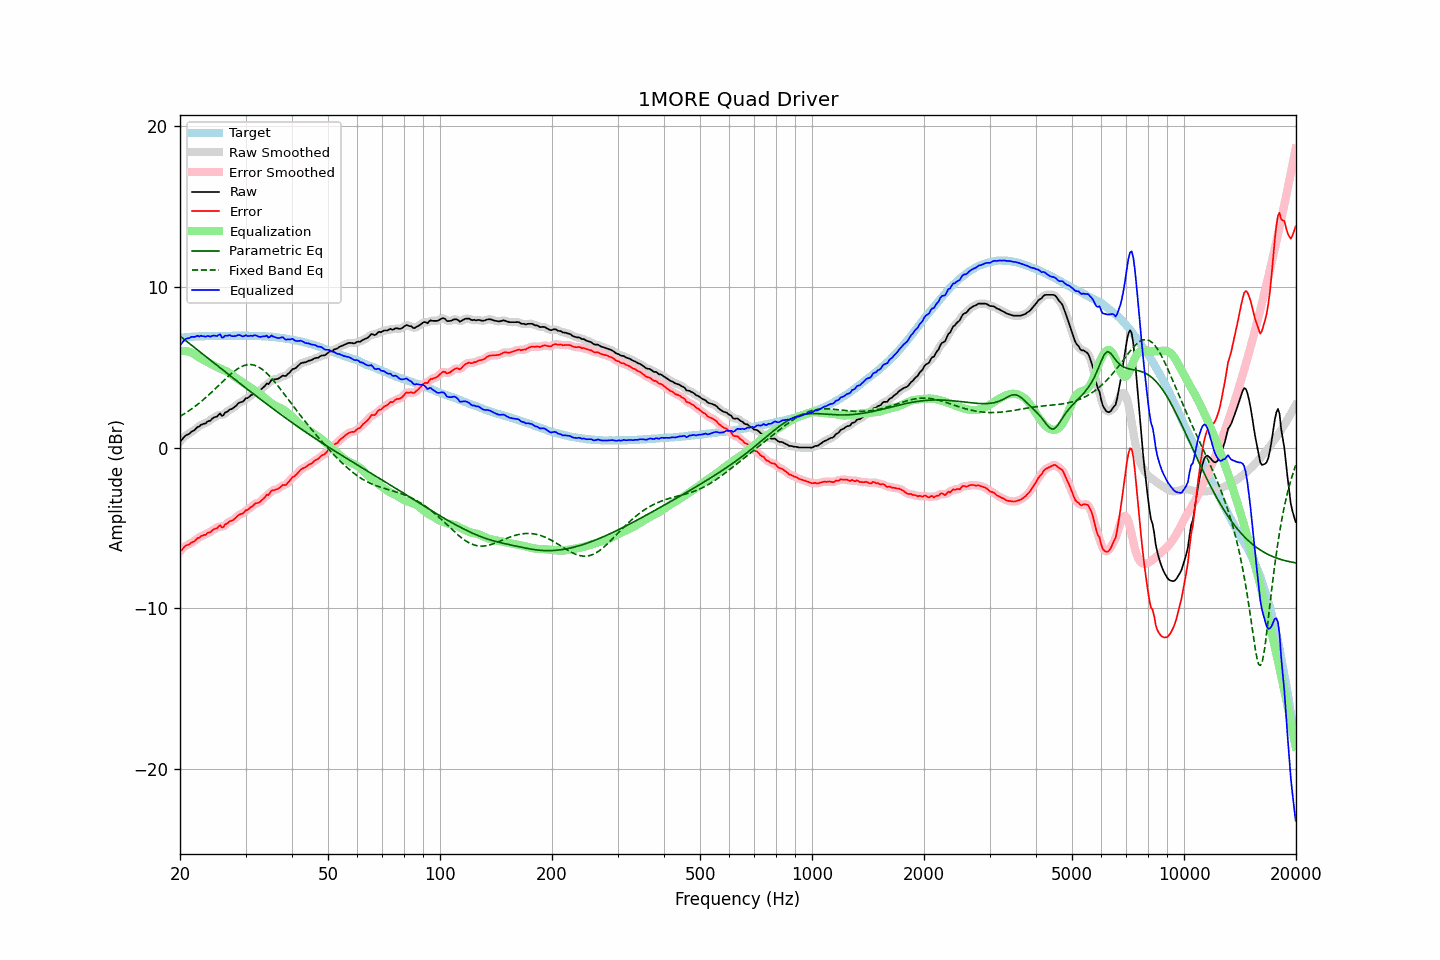 1MORE Quad Driver
Target
Raw Smoothed
Error Smoothed
Raw
Error
Equalization
Parametric Eq
Fixed Band Eq
Equalized
20
10
0
−10
−20
Amplitude (dBr)
20 50 100 200 500 1000 2000 5000 10000 20000
Frequency (Hz)